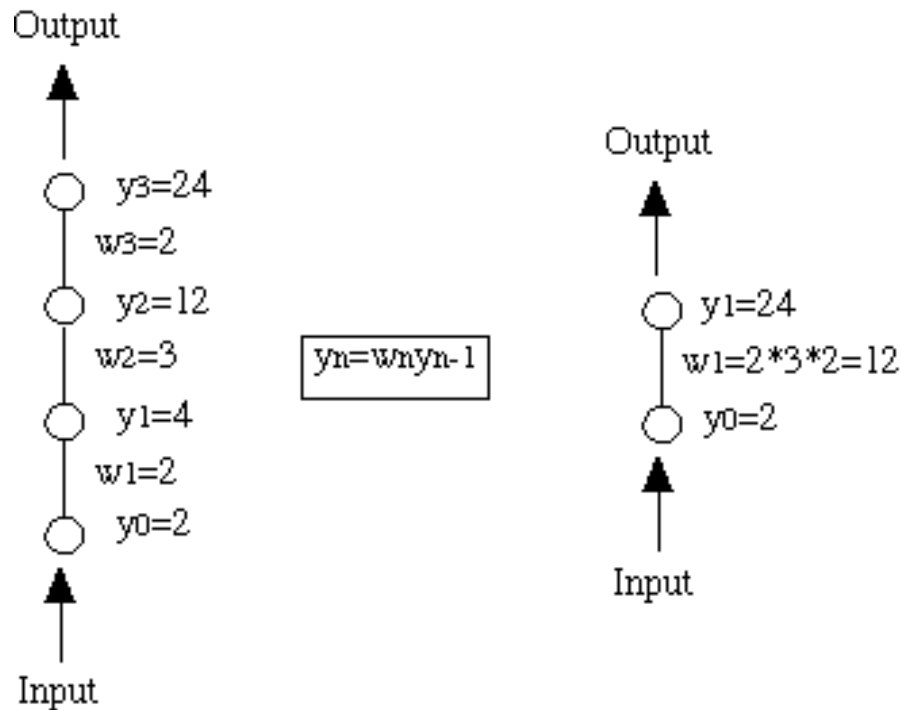 Output
y3=24
w3=2
y2=12
w2=3
y1=4
w1=2
y0=2
Input
yn=wnyn-1
Output
y1=24
w1=2*3*2=12
y0=2
Input